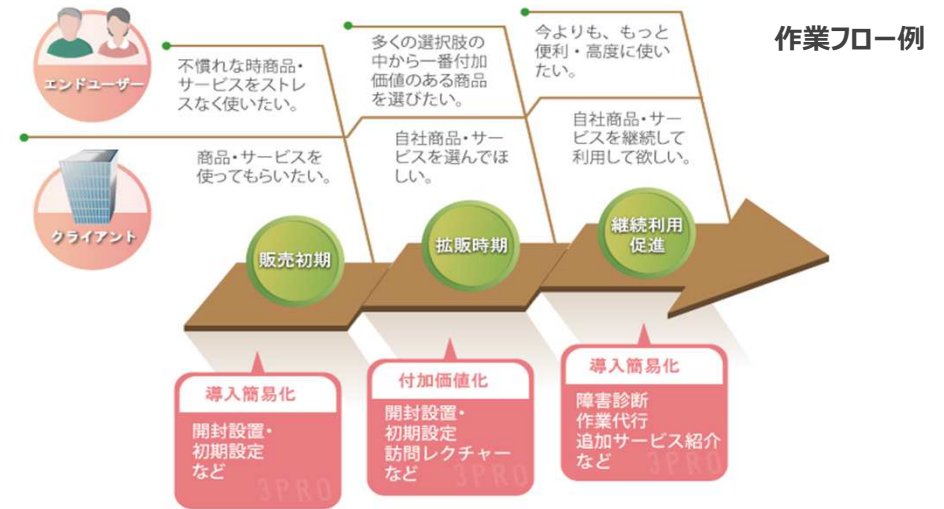 作業フロー例
エンドユーザー
不慣れな時商品・
サービスをストレ
スなく使いたい。
多くの選択肢の
中から一番付加
価値のある商品
を選びたい。
今よりも、もっと
便利・高度に使い
たい。
クライアント
商品・サービスを
使ってもらいたい。
自社商品・サー
ビスを選んでほ
しい。
自社商品・サー
ビスを継続して
利用して欲しい。
販売初期
拡販時期
継続利用
促進
導入簡易化
開封設置・
初期設定
など
3PRO
付加価値化
開封設置・
初期設定
訪問レクチャー
など
3PRO
導入簡易化
障害診断
作業代行
追加サービス紹介
など
3PRO